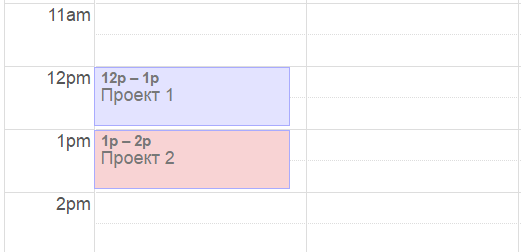 11am
12pm
12p – 1p
Проект 1
1pm
1p – 2p
Проект 2
2pm